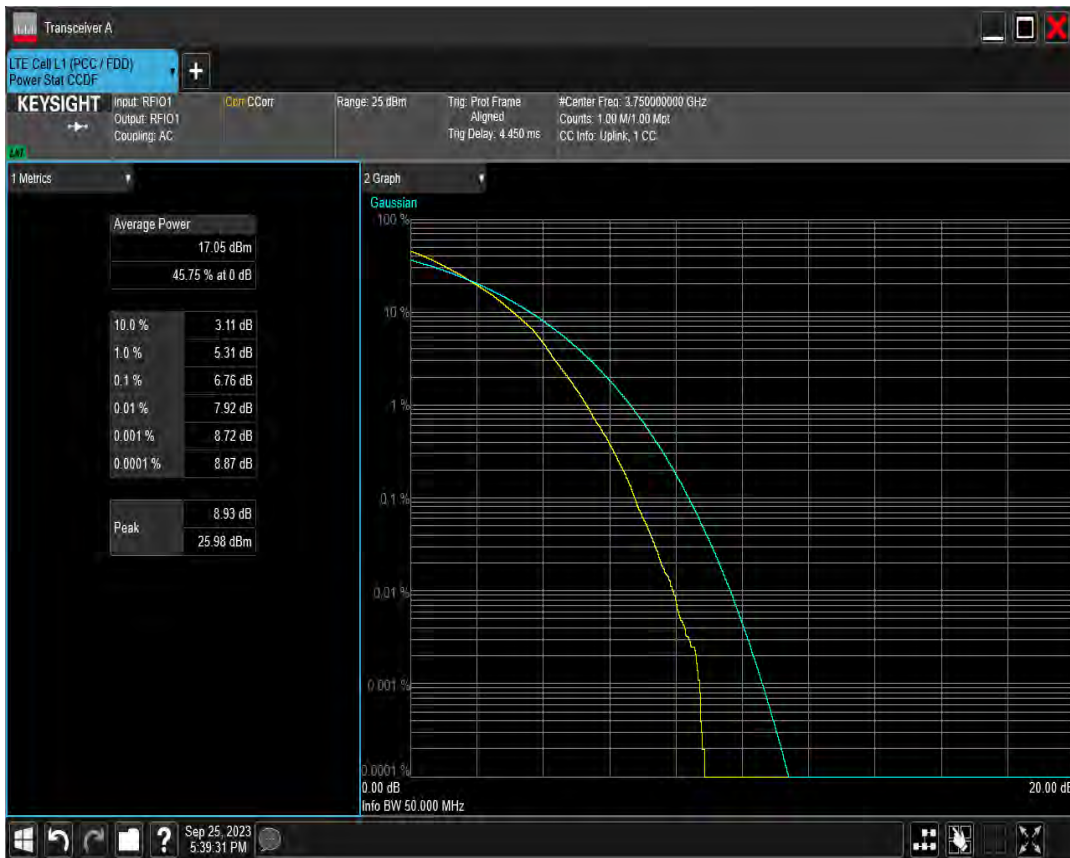 Transceiver A
LTE Cell L1 (PCC / FDD)
Power Stat CCDF
+
KEYSIGHT
Input: RFIO1
Output: RFIO1
Coupling: AC
Corr CCorr
Range: 25 dBm
Trig: Prot Frame
Aligned
Trig Delay: 4.450 ms
#Center Freq: 3.750000000 GHz
Counts: 1.00 M/1.00 Mpt
CC Info: Uplink, 1 CC
LXI
1 Metrics
Average Power
17.05 dBm
45.75 % at 0 dB
10.0 % 3.11 dB
1.0 % 5.31 dB
0.1 % 6.76 dB
0.01 % 7.92 dB
0.001 % 8.72 dB
0.0001 % 8.87 dB
Peak
8.93 dB
25.98 dBm
2 Graph
Gaussian
100 %
10 %
1 %
0.1 %
0.01 %
0.001 %
0.0001 %
0.00 dB 20.00 dB
Info BW 50.000 MHz
?
Sep 25, 2023
5:39:31 PM